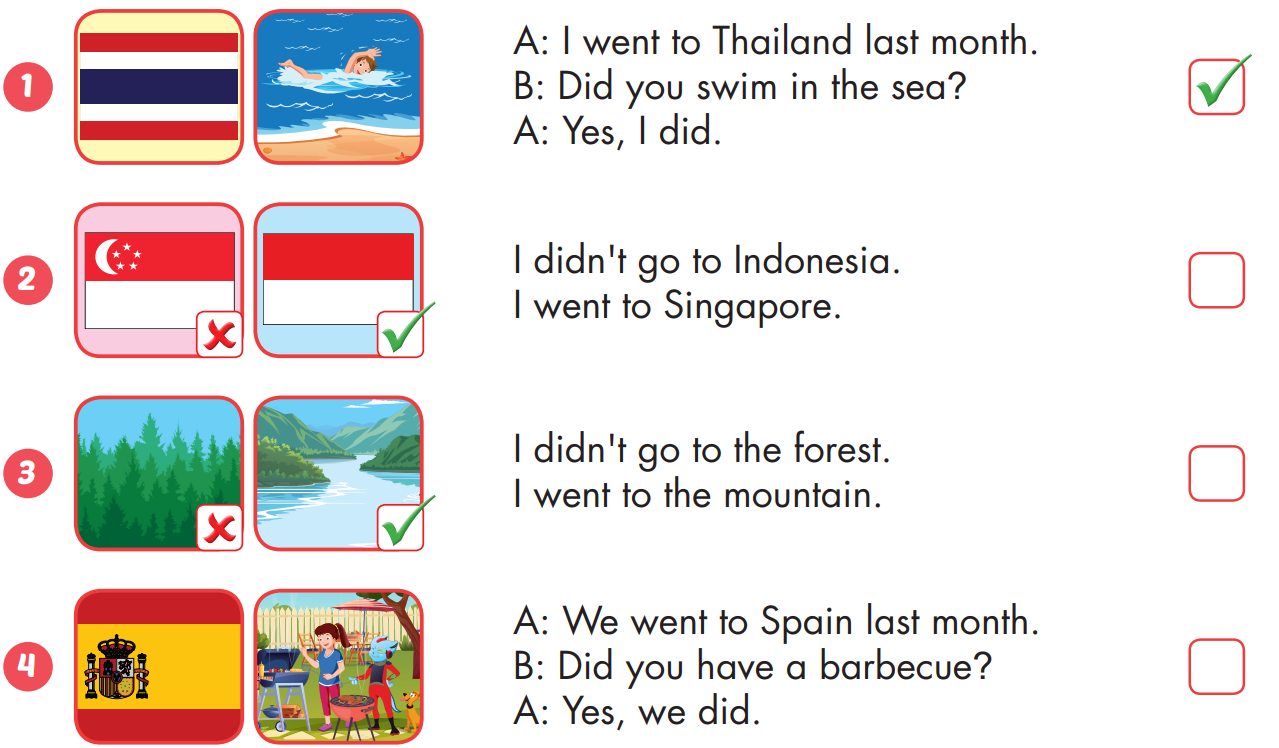 1
A: I went to Thailand last month.
B: Did you swim in the sea?
A: Yes, I did.
2
I didn't go to Indonesia.
I went to Singapore.
3
I didn't go to the forest.
I went to the mountain.
4
A: We went to Spain last month.
B: Did you have a barbecue?
A: Yes, we did.